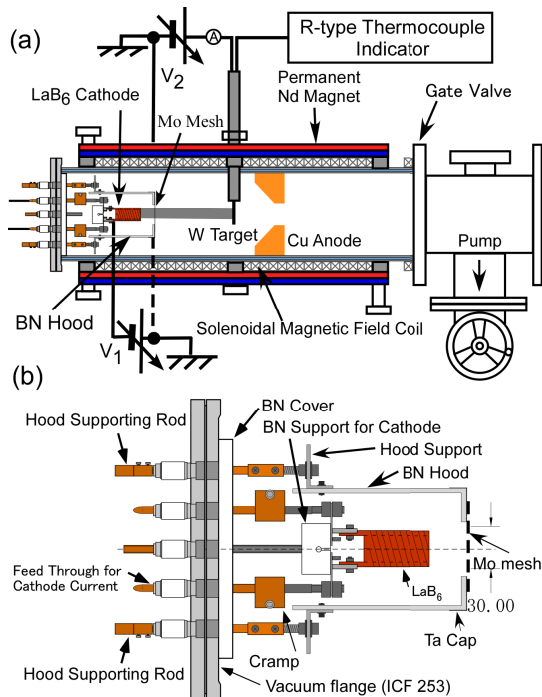 (a)
A
R-type Thermocouple
Indicator
V2
LaB6 Cathode
Mo Mesh
Permanent
Nd Magnet
Gate Valve
W Target
Cu Anode
Pump
BN Hood
Solenoidal Magnetic Field Coil
V1
(b)
BN Cover
Hood Supporting Rod
BN Support for Cathode
Hood Support
BN Hood
Feed Through for
Cathode Current
LaB6
Mo mesh
30.00
Hood Supporting Rod
Cramp
Ta Cap
Vacuum flange (ICF 253)